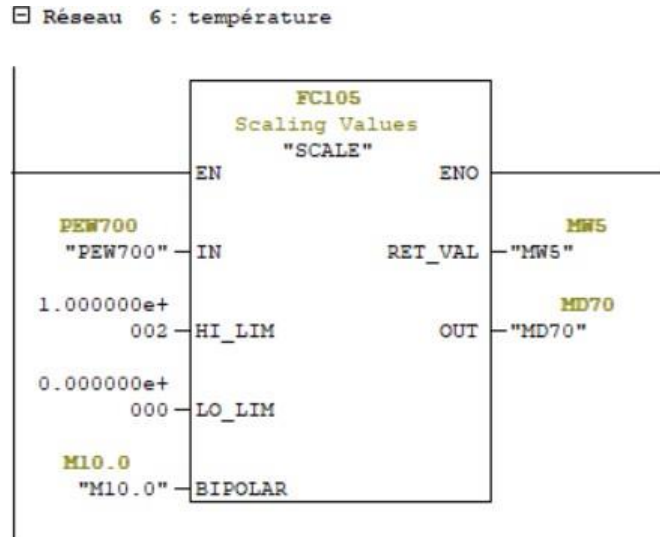 Réseau 6 : température
FC105
Scaling Values
"SCALE"
EN ENO
PEW700 MW5
"PEW700" IN RET_VAL "MW5"
1.000000e+ MD70
002 HI_LIM OUT "MD70"
0.000000e+
000 LO_LIM
M10.0
"M10.0" BIPOLAR